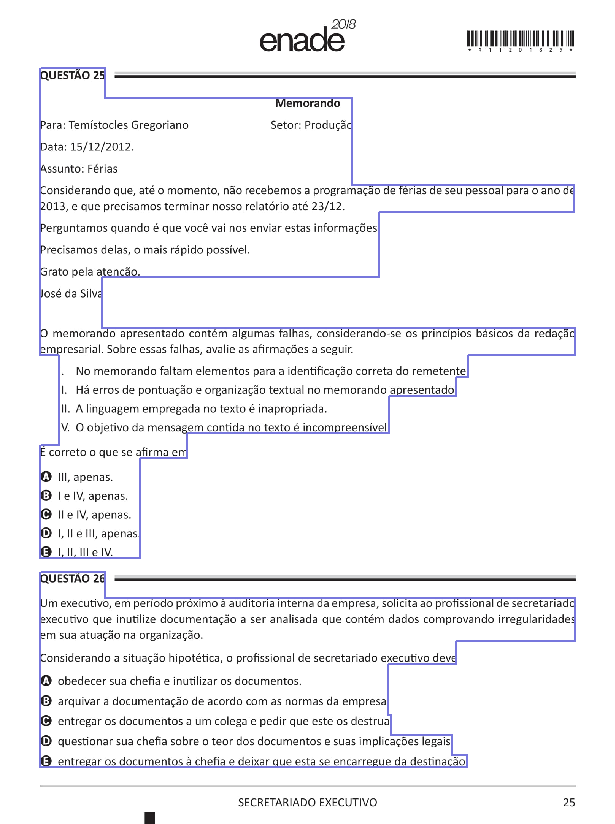 enade2018
*R1120182 5*
QUESTÃO 25
Memorando
Para: Temístocles Gregoriano Setor: Produção
Data: 15/12/2012.
Assunto: Férias
Considerando que, até o momento, não recebemos a programação de férias de seu pessoal para o ano de
2013, e que precisamos terminar nosso relatório até 23/12.
Perguntamos quando é que você vai nos enviar estas informações
Precisamos delas, o mais rápido possível.
Grato pela atenção.
José da Silva
O memorando apresentado contém algumas falhas, considerando-se os princípios básicos da redação
empresarial. Sobre essas falhas, avalie as afirmações a seguir.
I. No memorando faltam elementos para a identificação correta do remetente.
II. Há erros de pontuação e organização textual no memorando apresentado.
III. A linguagem empregada no texto é inapropriada.
IV. O objetivo da mensagem contida no texto é incompreensível.
É correto o que se afirma em
A III, apenas.
B I e IV, apenas.
C II e IV, apenas.
D I, II e III, apenas.
E I, II, III e IV.
QUESTÃO 26
Um executivo, em período próximo à auditoria interna da empresa, solicita ao profissional de secretariado
executivo que inutilize documentação a ser analisada que contém dados comprovando irregularidades
em sua atuação na organização.
Considerando a situação hipotética, o profissional de secretariado executivo deve
A obedecer sua chefia e inutilizar os documentos.
B arquivar a documentação de acordo com as normas da empresa.
C entregar os documentos a um colega e pedir que este os destrua.
D questionar sua chefia sobre o teor dos documentos e suas implicações legais.
E entregar os documentos à chefia e deixar que esta se encarregue da destinação.
SECRETARIADO EXECUTIVO 25